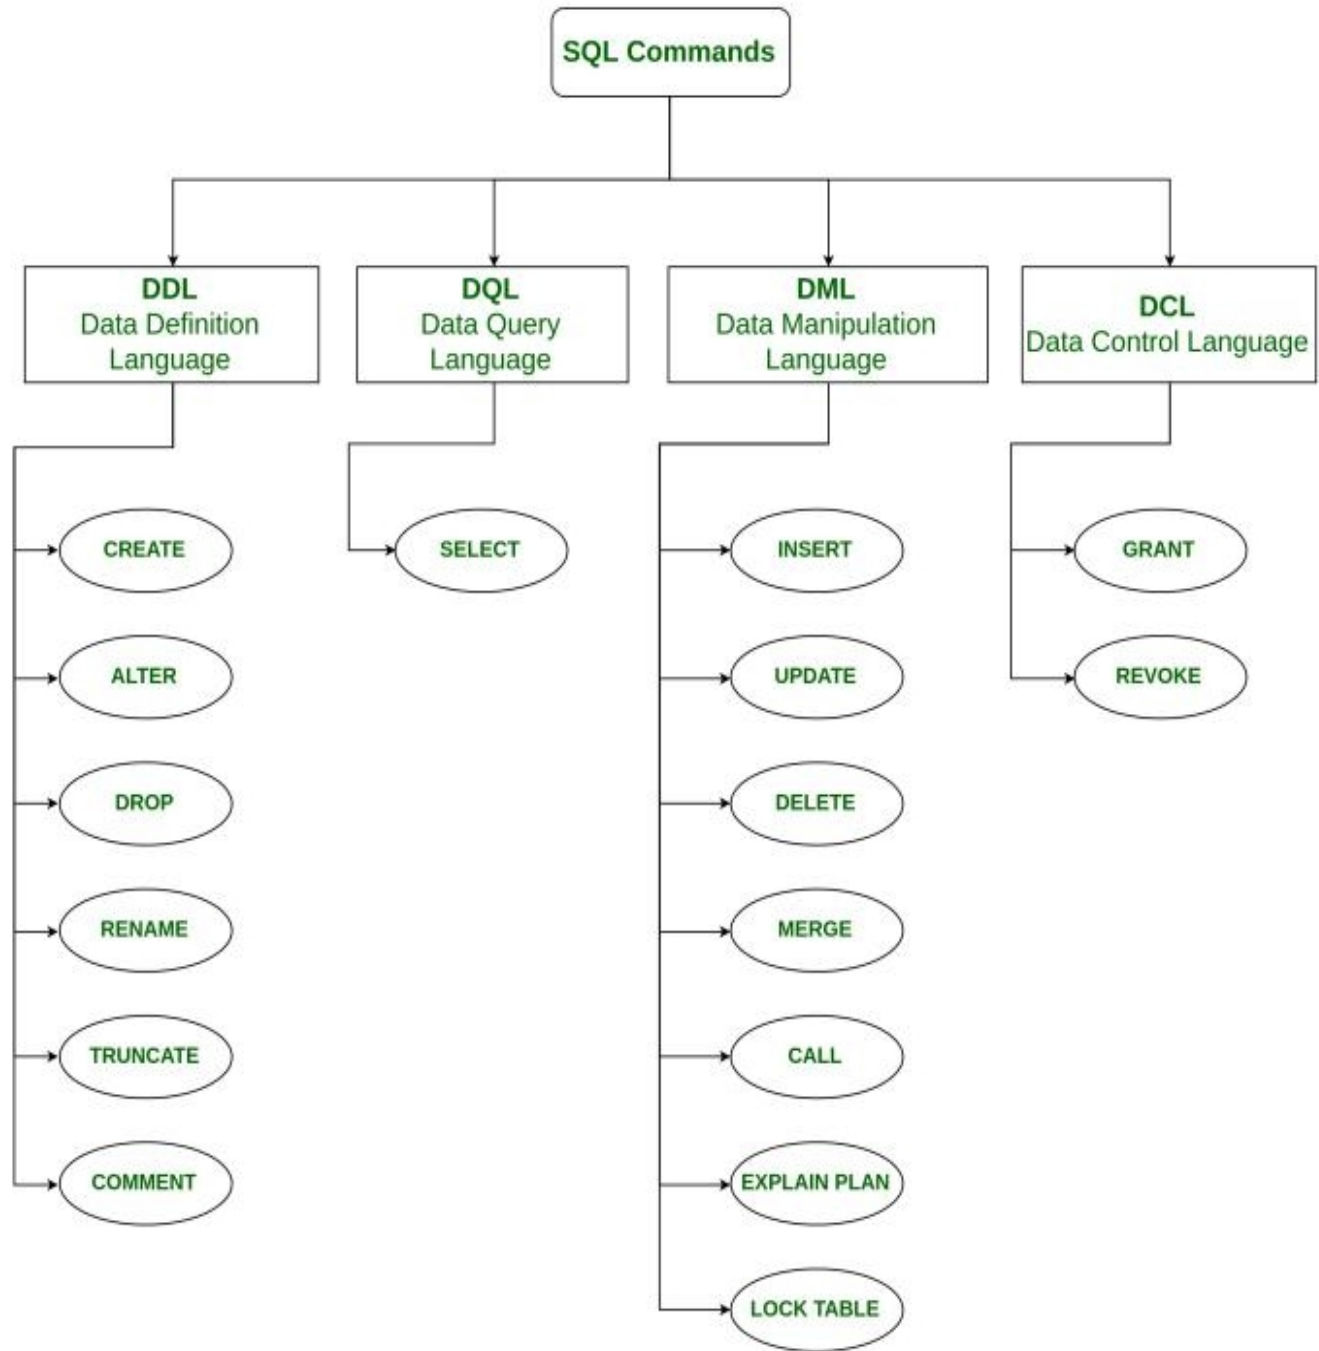 SQL Commands
DDL
Data Definition
Language
DQL
Data Query
Language
DML
Data Manipulation
Language
DCL
Data Control Language
CREATE
ALTER
DROP
RENAME
TRUNCATE
COMMENT
SELECT
INSERT
UPDATE
DELETE
MERGE
CALL
EXPLAIN PLAN
LOCK TABLE
GRANT
REVOKE